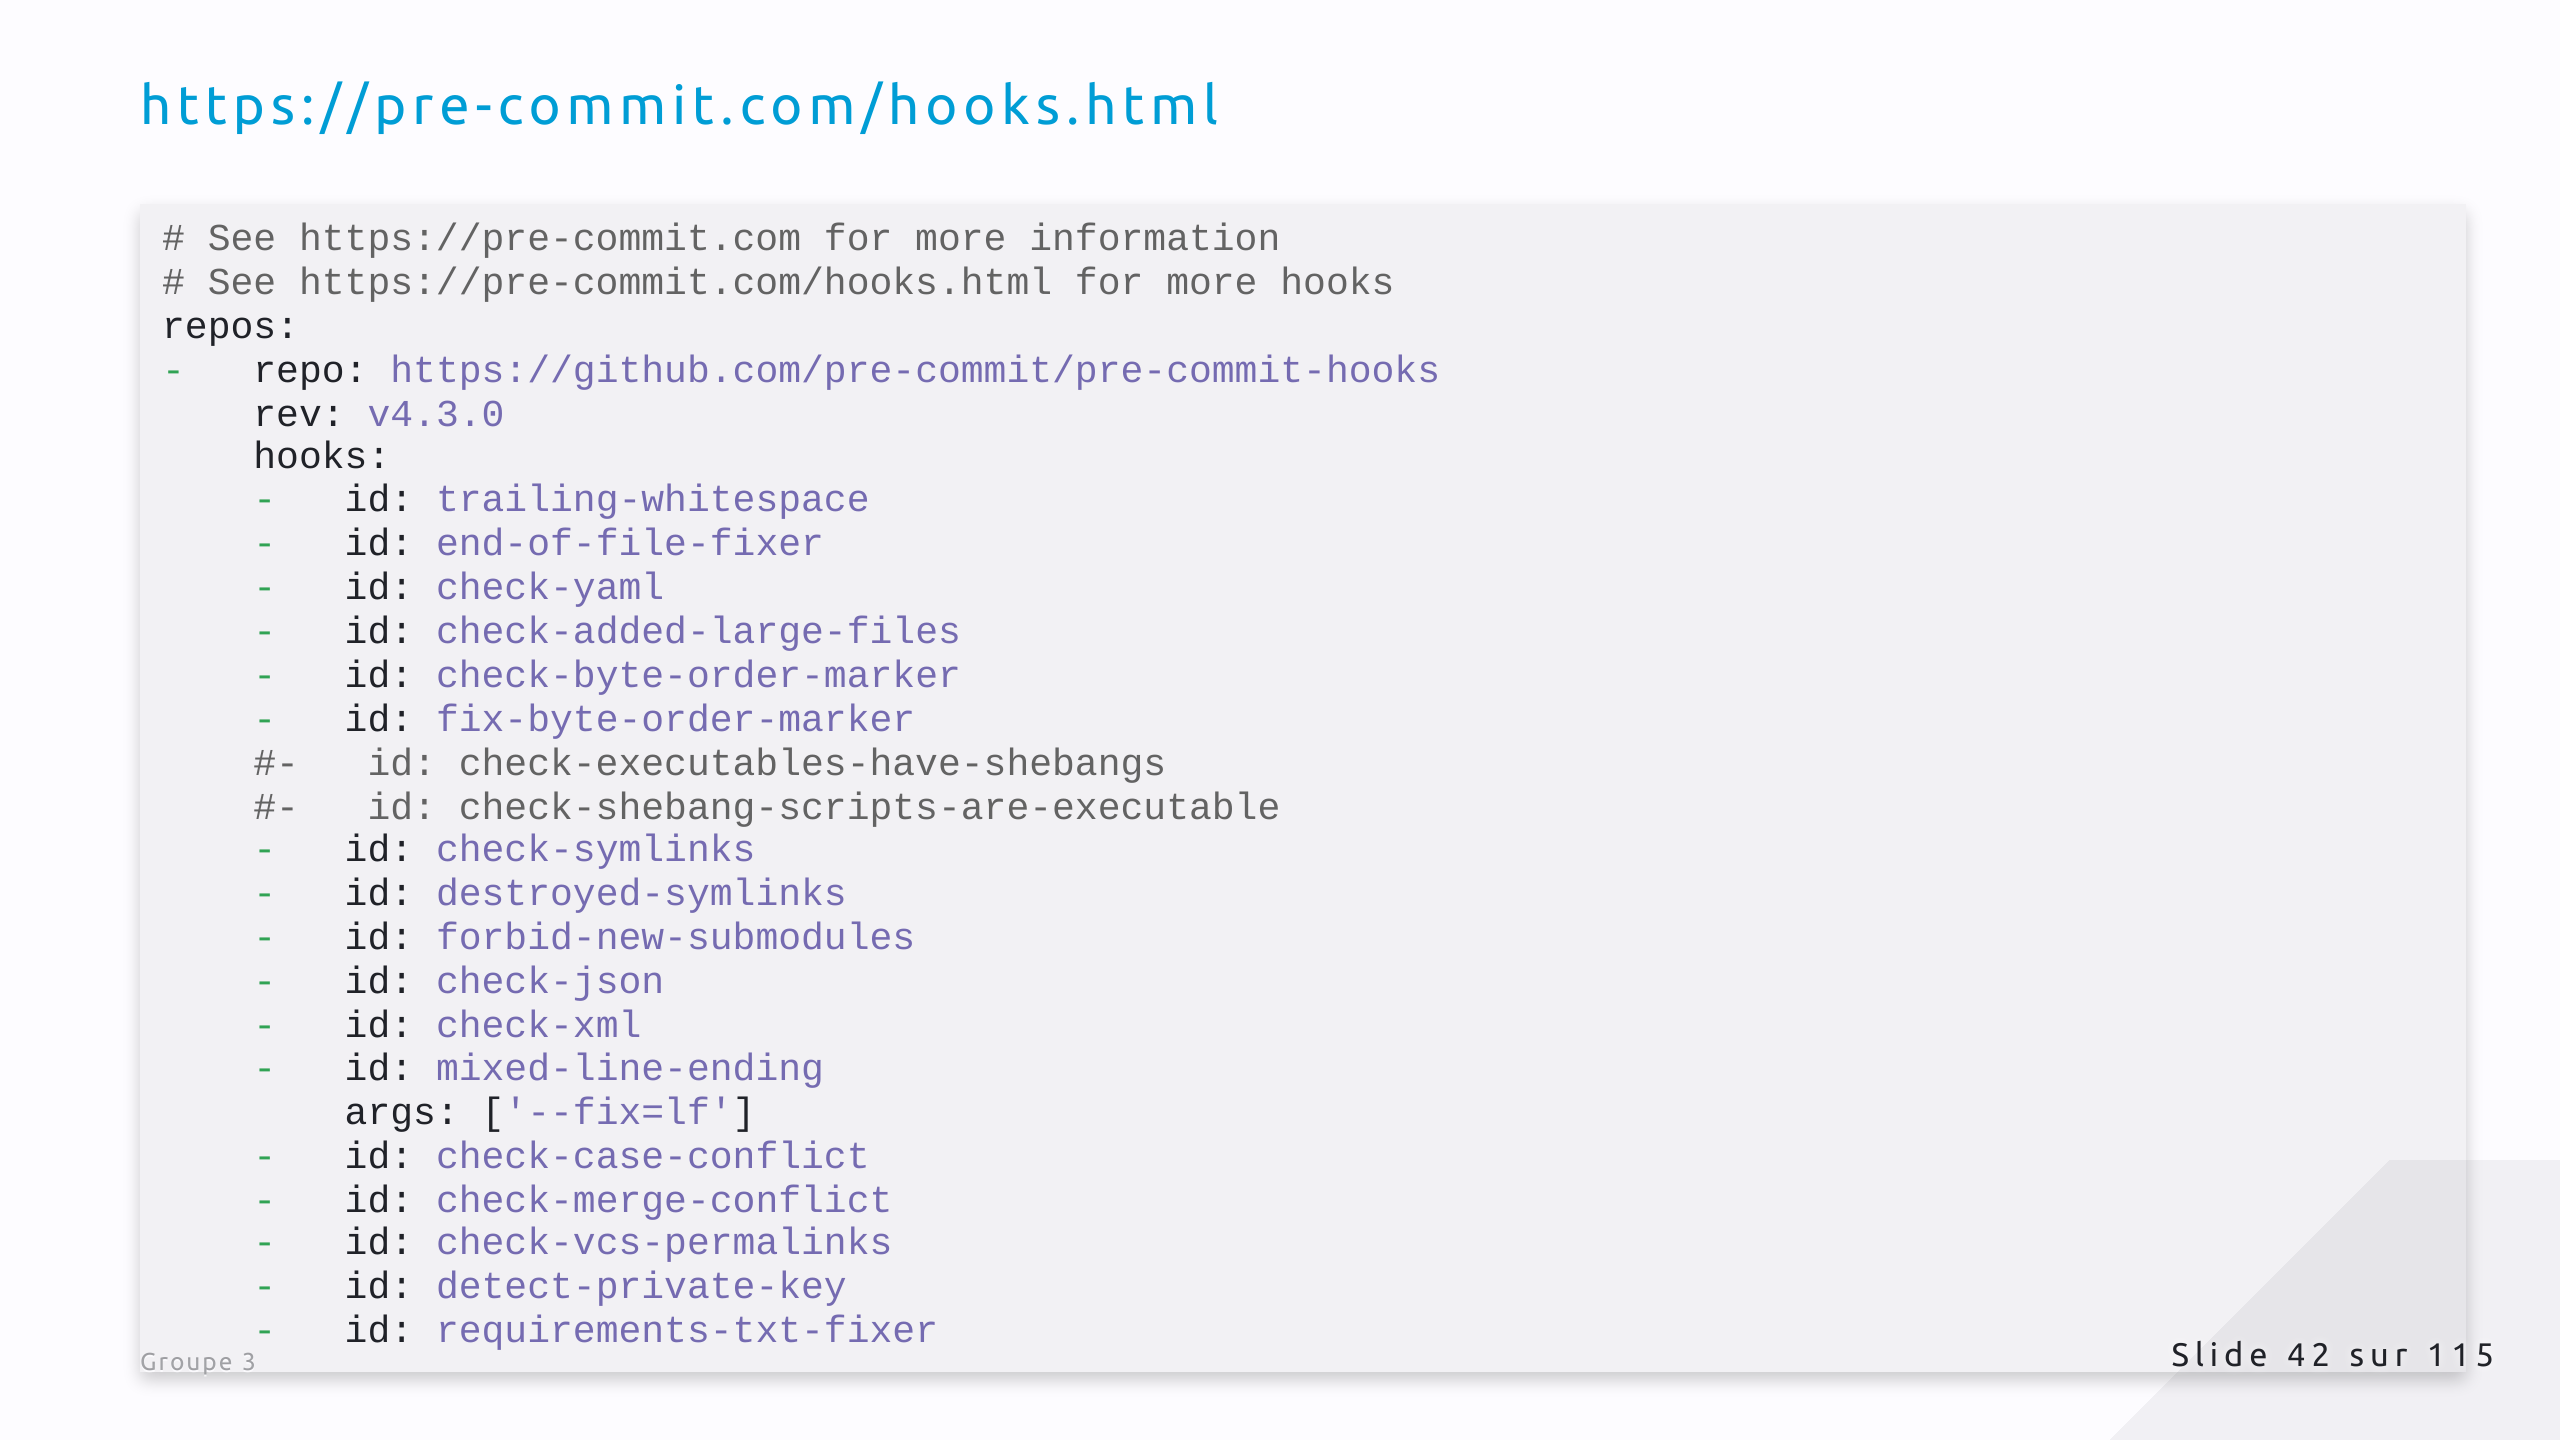 https://pre-commit.com/hooks.html
# See https://pre-commit.com for more information
# See https://pre-commit.com/hooks.html for more hooks
repos:
-   repo: https://github.com/pre-commit/pre-commit-hooks
    rev: v4.3.0
    hooks:
    -   id: trailing-whitespace
    -   id: end-of-file-fixer
    -   id: check-yaml
    -   id: check-added-large-files
    -   id: check-byte-order-marker
    -   id: fix-byte-order-marker
    #-   id: check-executables-have-shebangs
    #-   id: check-shebang-scripts-are-executable
    -   id: check-symlinks
    -   id: destroyed-symlinks
    -   id: forbid-new-submodules
    -   id: check-json
    -   id: check-xml
    -   id: mixed-line-ending
        args: ['--fix=lf']
    -   id: check-case-conflict
    -   id: check-merge-conflict
    -   id: check-vcs-permalinks
    -   id: detect-private-key
    -   id: requirements-txt-fixer
Groupe 3
Slide 42 sur 115